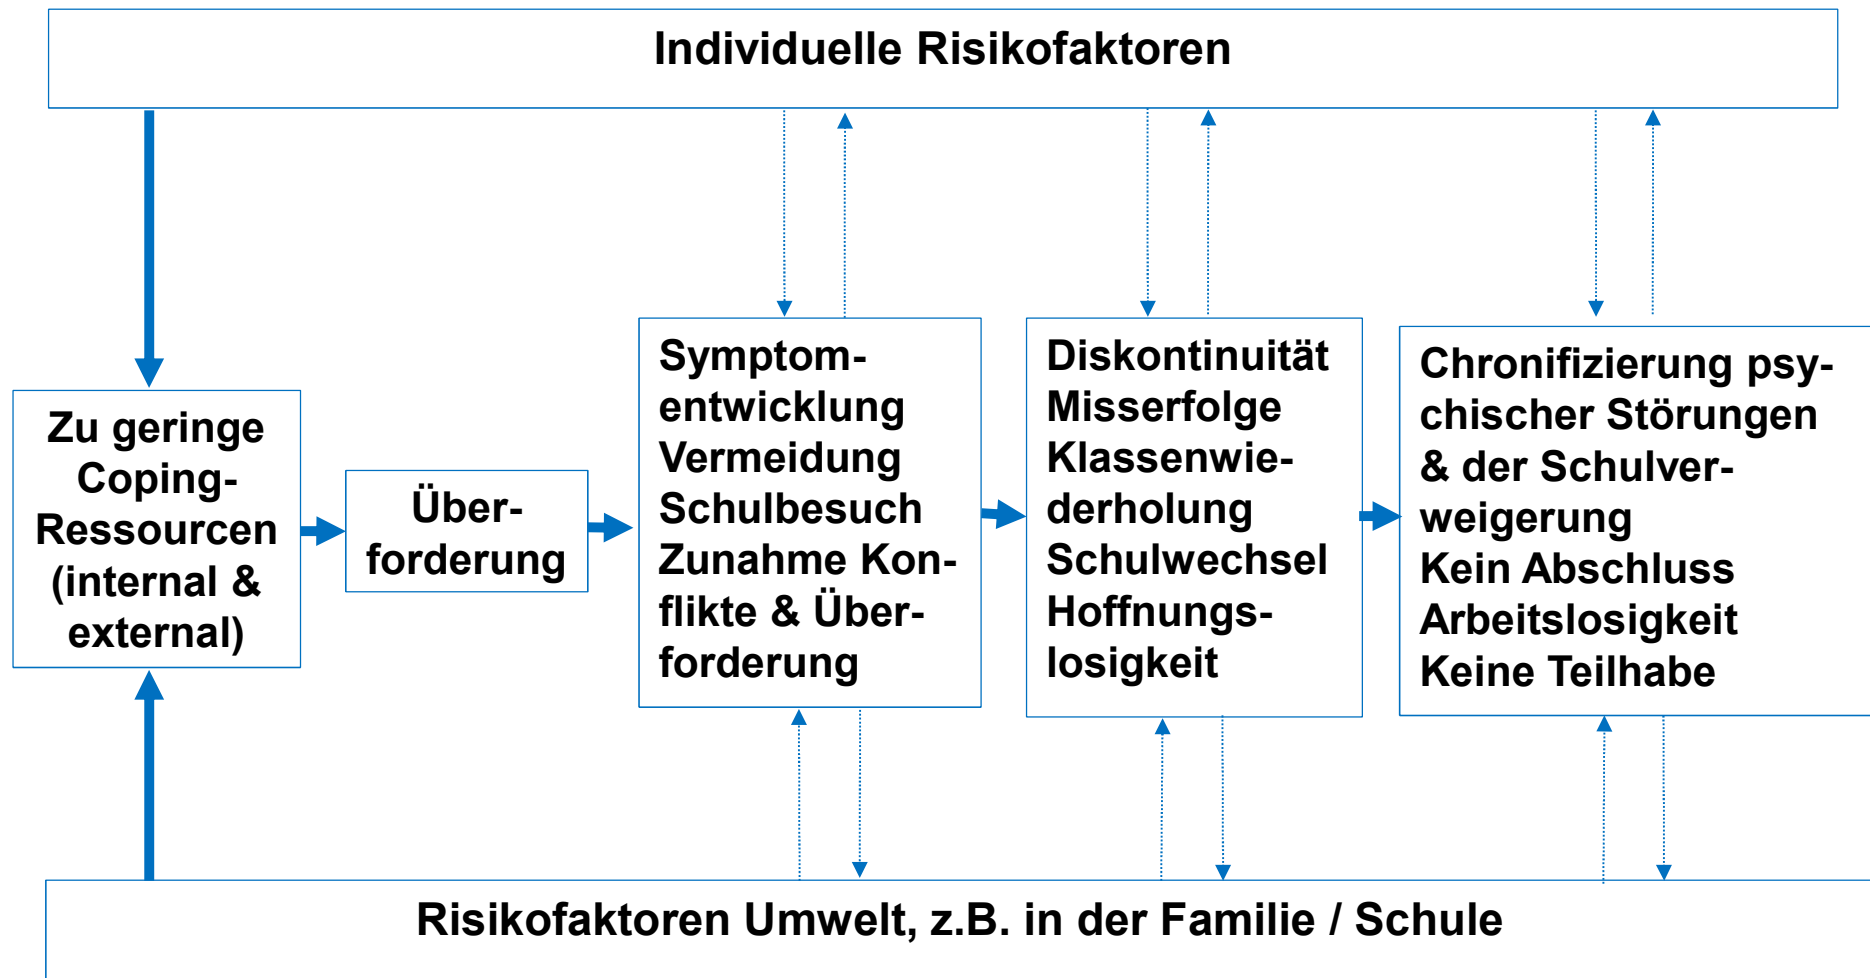 Individuelle Risikofaktoren
Zu geringe
Coping-
Ressourcen
(internal &
external)
Über-
forderung
Symptom-
entwicklung
Vermeidung
Schulbesuch
Zunahme Kon-
flikte & Über-
forderung
Diskontinuität
Misserfolge
Klassenwie-
derholung
Schulwechsel
Hoffnungs-
losigkeit
Chronifizierung psy-
chischer Störungen
& der Schulver-
weigerung
Kein Abschluss
Arbeitslosigkeit
Keine Teilhabe
Risikofaktoren Umwelt, z.B. in der Familie / Schule